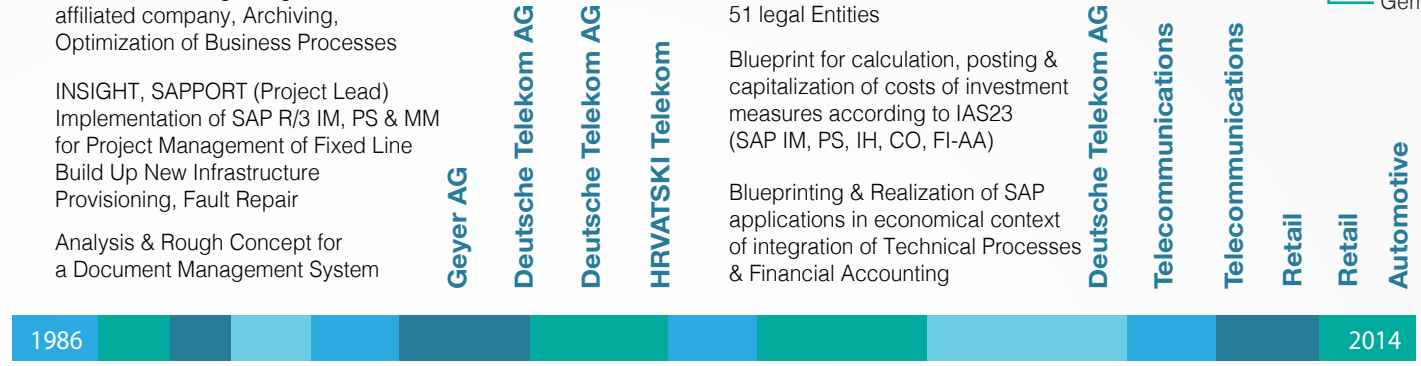 affiliated company, Archiving,
Optimization of Business Processes
INSIGHT, SAPPORT (Project Lead)
Implementation of SAP R/3 IM, PS & MM
for Project Management of Fixed Line
Build Up New Infrastructure
Provisioning, Fault Repair
Analysis & Rough Concept for
a Document Management System
Geyer AG
Deutsche Telekom AG
Deutsche Telekom AG
HRVATSKI Telekom
51 legal Entities
Blueprint for calculation, posting &
capitalization of costs of investment
measures according to IAS23
(SAP IM, PS, IH, CO, FI-AA)
Blueprinting & Realization of SAP
applications in economical context
of integration of Technical Processes
& Financial Accounting
Deutsche Telekom AG
Telecommunications
Telecommunications
Retail
Retail
Automotive
1986
2014